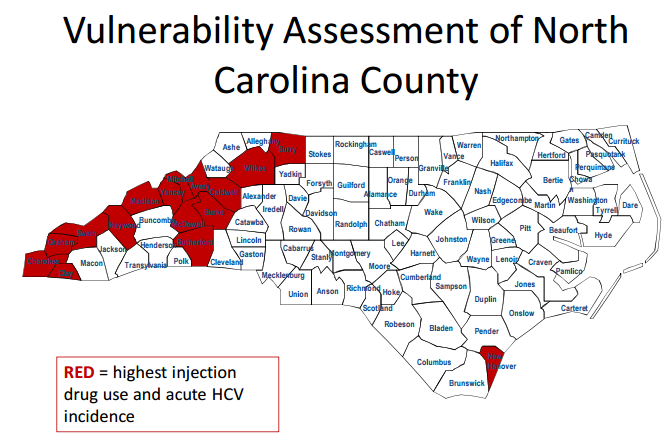 Vulnerability Assessment of North
Carolina County
Ashe
Alleghany
Surry
Stokes
Rockingham
Caswell
Person
Granville
Vance
Warren
Northampton
Halifax
Gates
Hertford
Camden
Currituck
Pasquotank
Perquimans
Chowa
Bertie
Wataug
Wilkes
Yadkin
Forsyth
Guilford
Alamance
Orange
Durham
Franklin
Nash
Edgecombe
Martin
Washington
Tyrrell
Dare
Avery
Caldwell
Alexander
Iredell
Davie
Davidson
Randolph
Chatham
Wake
Wilson
Pitt
Beaufort
Hyde
Madison
Yancey
Burke
Catawba
Rowan
Haywood
Buncomb
McDowell
Lincoln
Cabarrus
Stanly
Montgomery
Moore
Lee
Harnett
Johnston
Wayne
Greene
Lenoir
Craven
Pamlico
Swain
Graham
Cherokee
Clay
Macon
Jackson
Transylvania
Henderso
Polk
Rutherford
Cleveland
Gaston
Mecklenburg
Union
Anson
Richmond
Scotland
Hoke
Cumberland
Sampson
Duplin
Jones
Onslow
Carteret
Robeson
Bladen
Pender
Columbus
Brunswick
New
Hanover
RED = highest injection
drug use and acute HCV
incidence